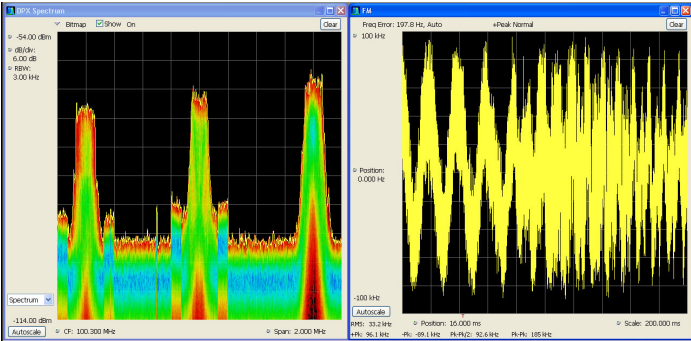 DPX Spectrum
Bitmap Show On Clear
-54.00 dBm
dB/div:
6.00 dB
RBW:
3.00 kHz
Spectrum
-114.00 dBm
Autoscale CF: 100.300 MHz Span: 2.000 MHz
FM
Freq Error: 197.8 Hz, Auto +Peak Normal Clear
100 kHz
Position:
0.000 Hz
-100 kHz
Autoscale
RMS: 33.2 kHz Position: 16.000 ms Scale: 200.000 ms
+Pk: 96.1 kHz -Pk: -89.1 kHz Pk-Pk/2: 92.6 kHz Pk-Pk: 185 kHz